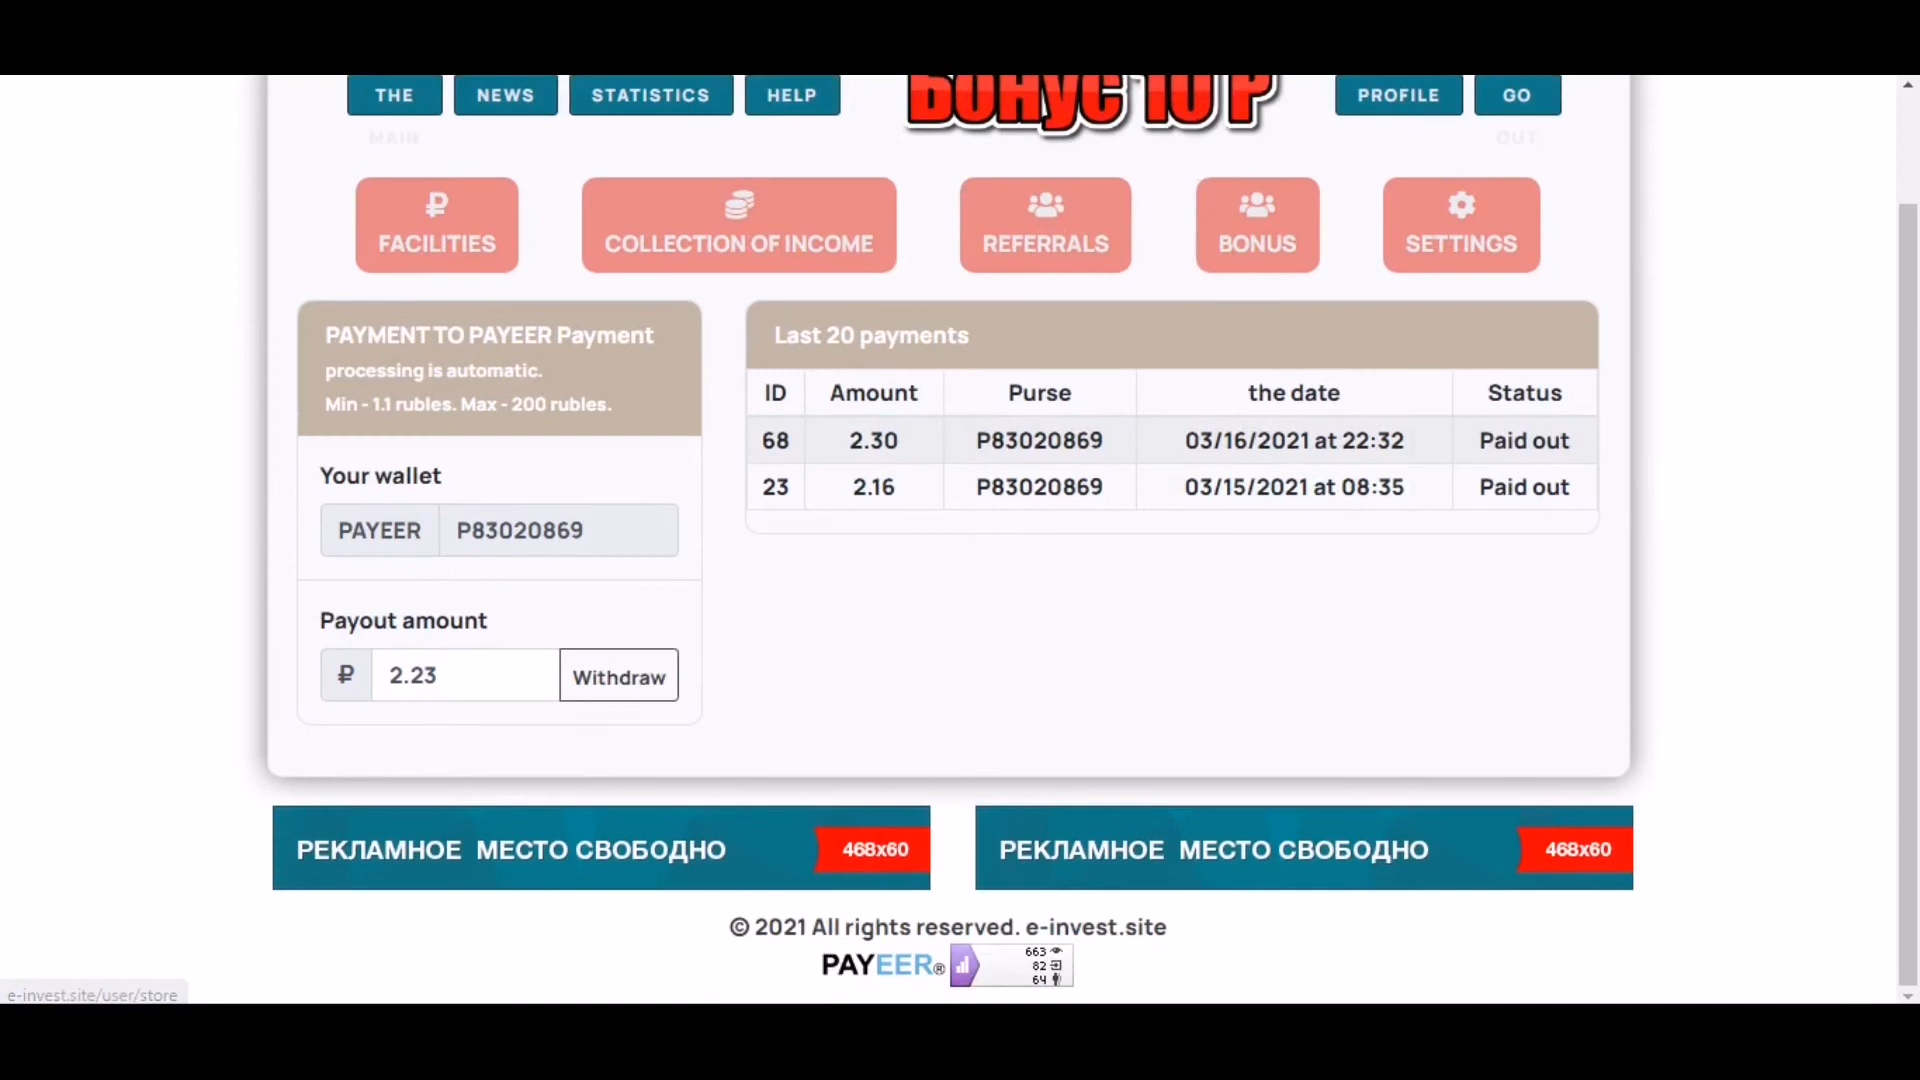 THE NEWS STATISTICS HELP Бонус 10 Р PROFILE GO
MAIN OUT
FACILITIES COLLECTION OF INCOME REFERRALS BONUS SETTINGS
PAYMENT TO PAYEER Payment
processing is automatic.
Min - 1.1 rubles. Max - 200 rubles.
Your wallet
PAYEER P83020869
Payout amount
₽ 2.23 Withdraw
Last 20 payments
ID Amount Purse the date Status
68 2.30 P83020869 03/16/2021 at 22:32 Paid out
23 2.16 P83020869 03/15/2021 at 08:35 Paid out
РЕКЛАМНОЕ МЕСТО СВОБОДНО 468x60
РЕКЛАМНОЕ МЕСТО СВОБОДНО 468x60
© 2021 All rights reserved. e-invest.site
PAYEER®
663
82
64
e-invest.site/user/store